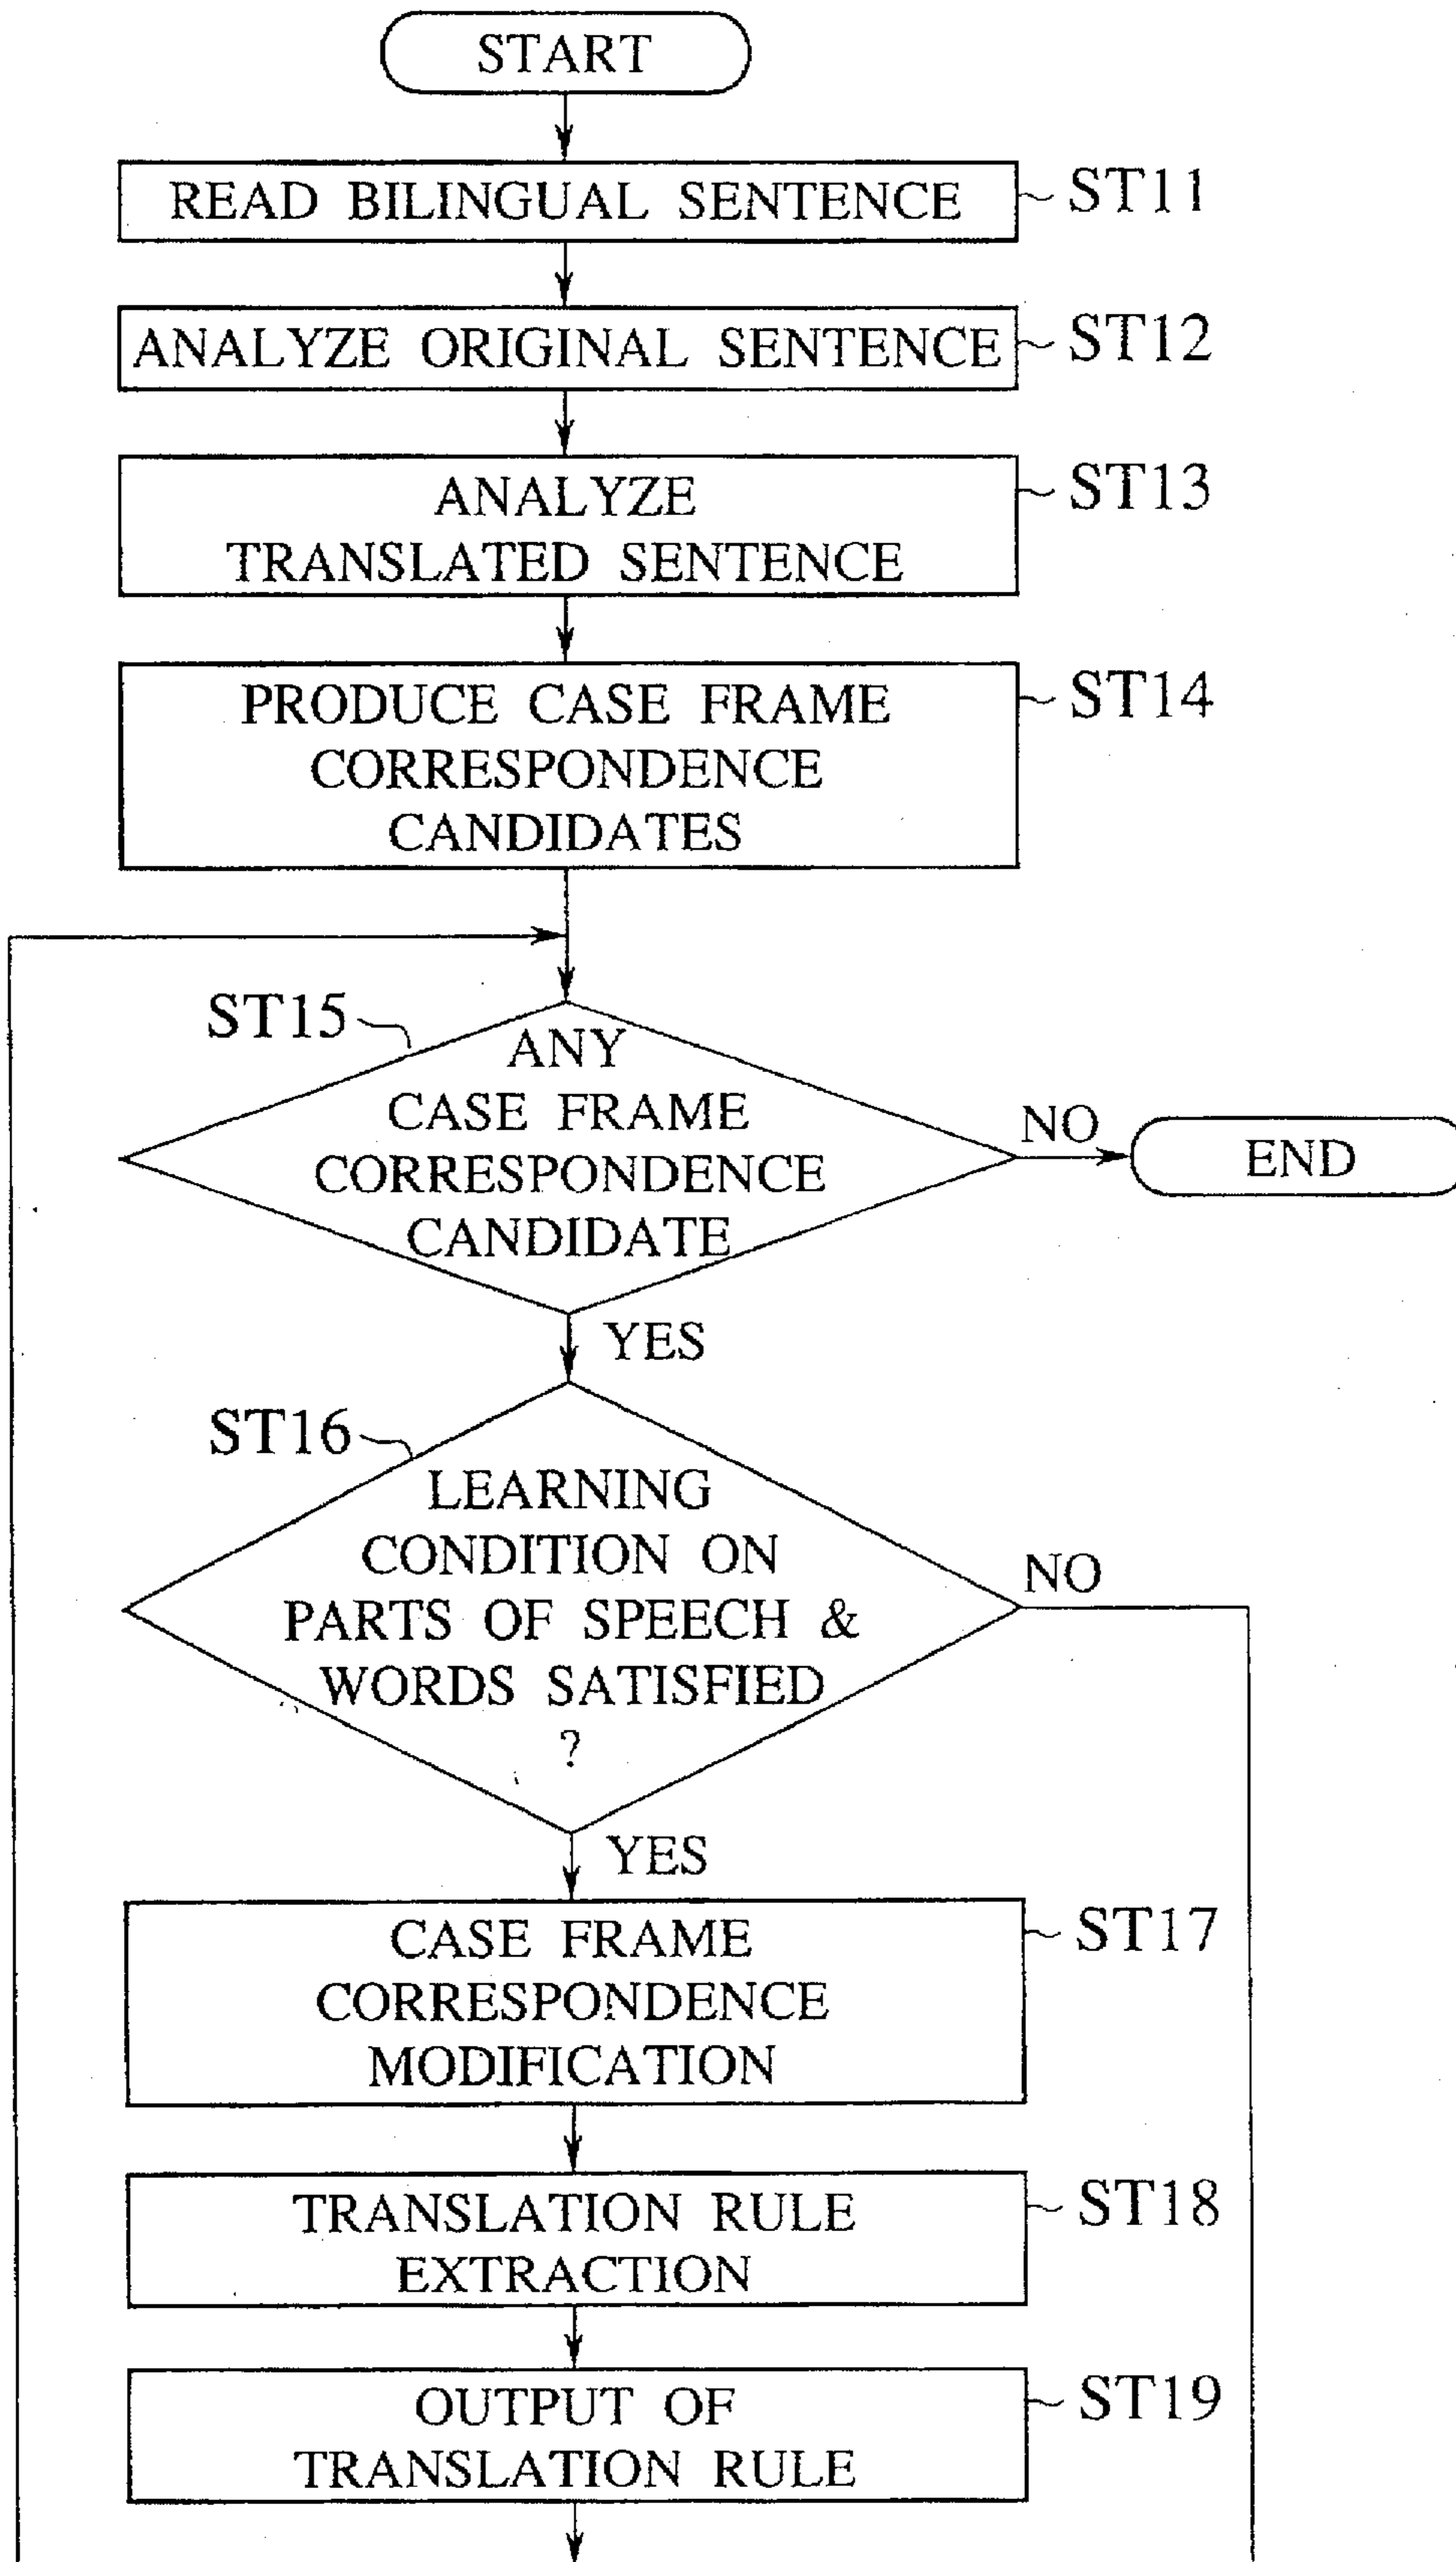 START
READ BILINGUAL SENTENCE
ST11
ANALYZE ORIGINAL SENTENCE
ST12
ANALYZE
TRANSLATED SENTENCE
ST13
PRODUCE CASE FRAME
CORRESPONDENCE
CANDIDATES
ST14
ST15
ANY
CASE FRAME
CORRESPONDENCE
CANDIDATE
NO
END
YES
ST16
LEARNING
CONDITION ON
PARTS OF SPEECH &
WORDS SATISFIED
?
NO
YES
CASE FRAME
CORRESPONDENCE
MODIFICATION
ST17
TRANSLATION RULE
EXTRACTION
ST18
OUTPUT OF
TRANSLATION RULE
ST19